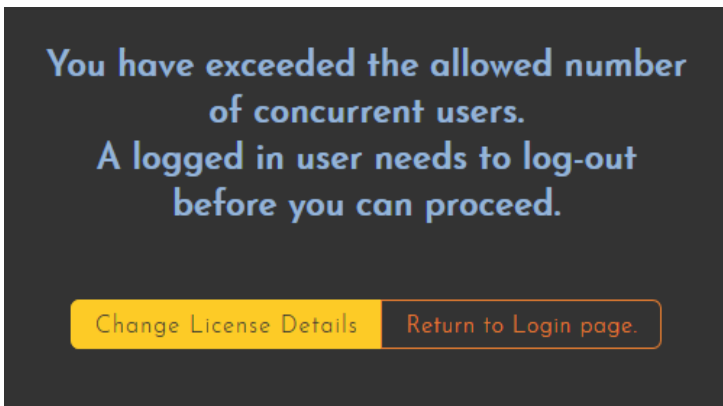 You have exceeded the allowed number
of concurrent users.
A logged in user needs to log-out
before you can proceed.
Change License Details
Return to Login page.